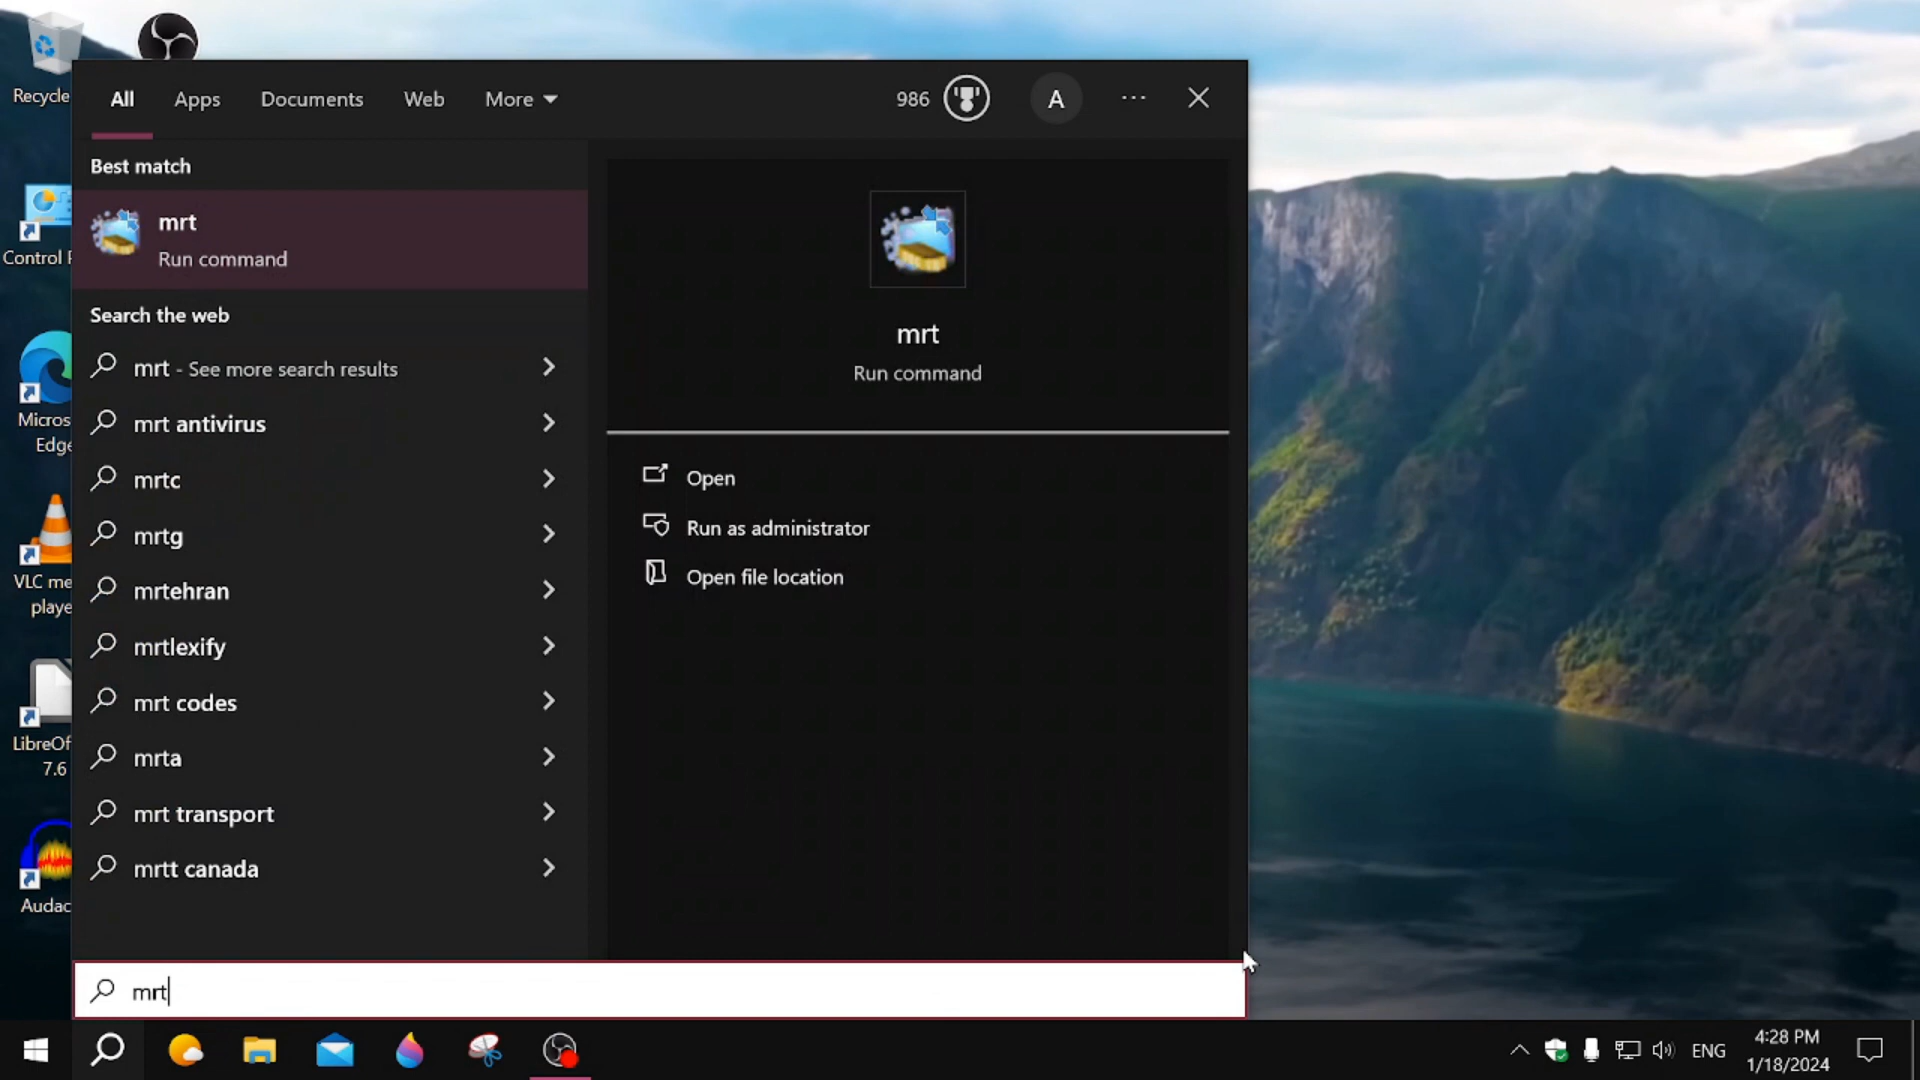 Recycle
All
Apps
Documents
Web
More
986
A
Best match
mrt
Run command
Search the web
mrt - See more search results
mrt antivirus
mrtc
mrtg
mrtehran
mrtlexify
mrt codes
mrta
mrt transport
mrtt canada
mrt
Run command
Open
Run as administrator
Open file location
Control
Micros
Edge
VLC me
playe
LibreOf
7.6
Audac
mrt
ENG
4:28 PM
1/18/2024